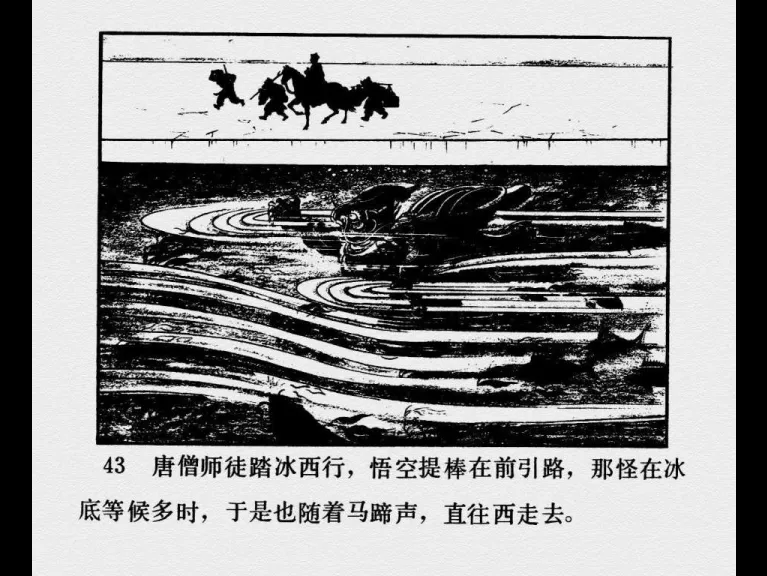 43 唐僧师徒踏冰西行，悟空提棒在前引路，那怪在冰
底等候多时，于是也随着马蹄声，直往西走去。